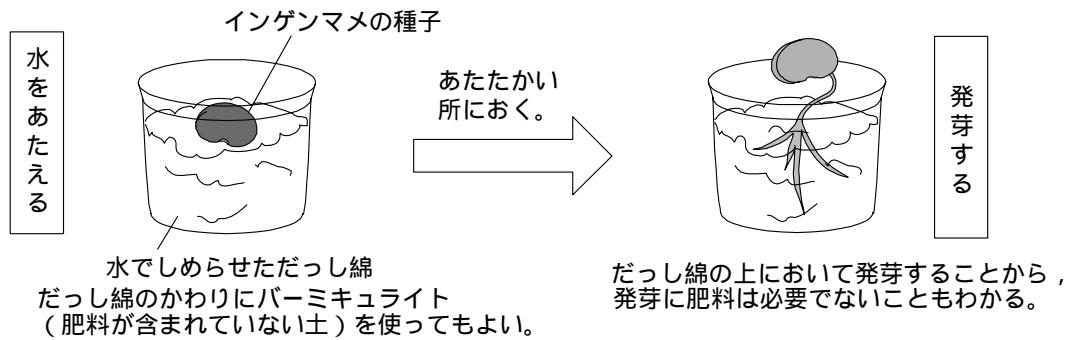 インゲンマメの種子
水をあたえる
あたたかい
所におく。
発芽する
水でしめらせただっし綿
だっし綿のかわりにバーミキュライト
（肥料が含まれていない土）を使ってもよい。
だっし綿の上において発芽することから，
発芽に肥料は必要でないこともわかる。